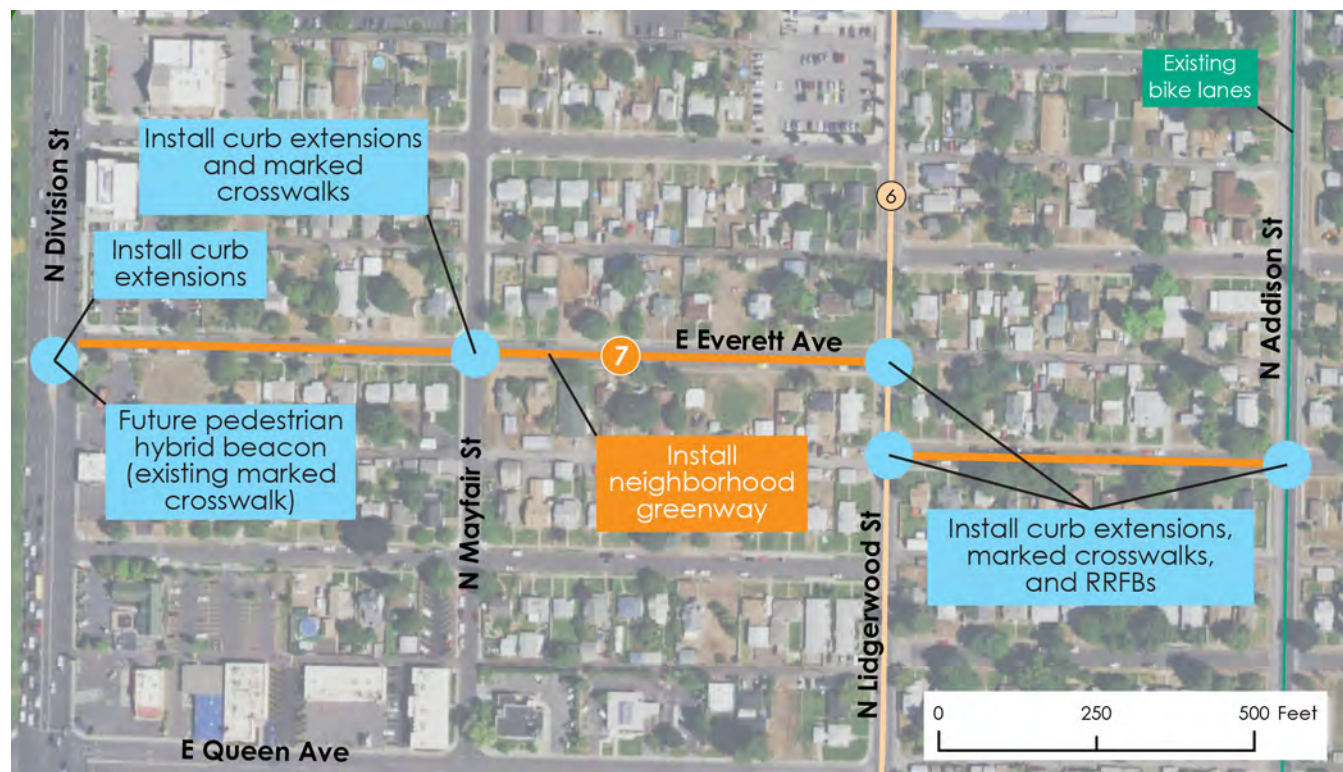 Existing
bike lanes
Install curb extensions
and marked
crosswalks
N Division St
6
N Addison St
Install curb
extensions
E Everett Ave
7
Future pedestrian
hybrid beacon
(existing marked
crosswalk)
N Mayfair St
Install
neighborhood
greenway
N Lidgerwood St
Install curb extensions,
marked crosswalks,
and RRFBs
0 250 500 Feet
E Queen Ave